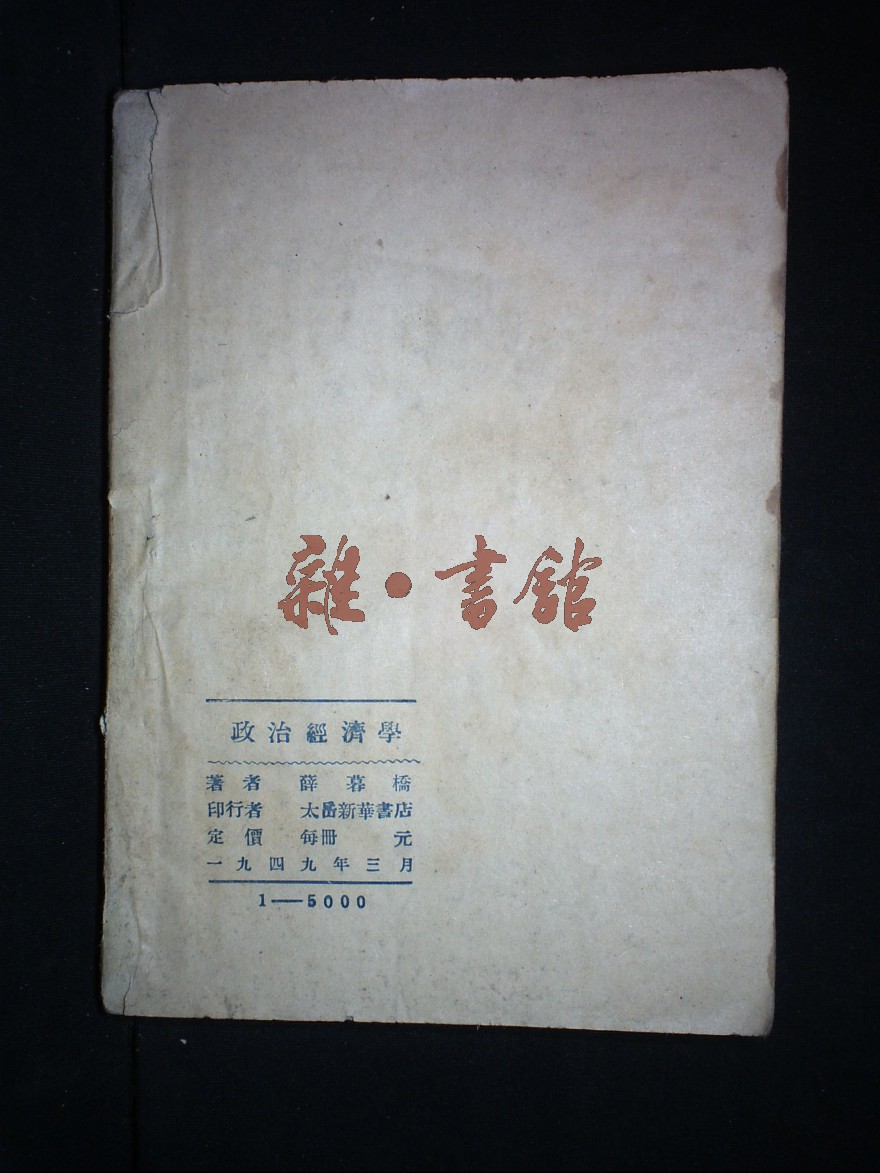 雜·書館
政治經濟學
著者 薛暮橋
印行者 太岳新華書店
定價 每冊 元
一九四九年三月
1—5000